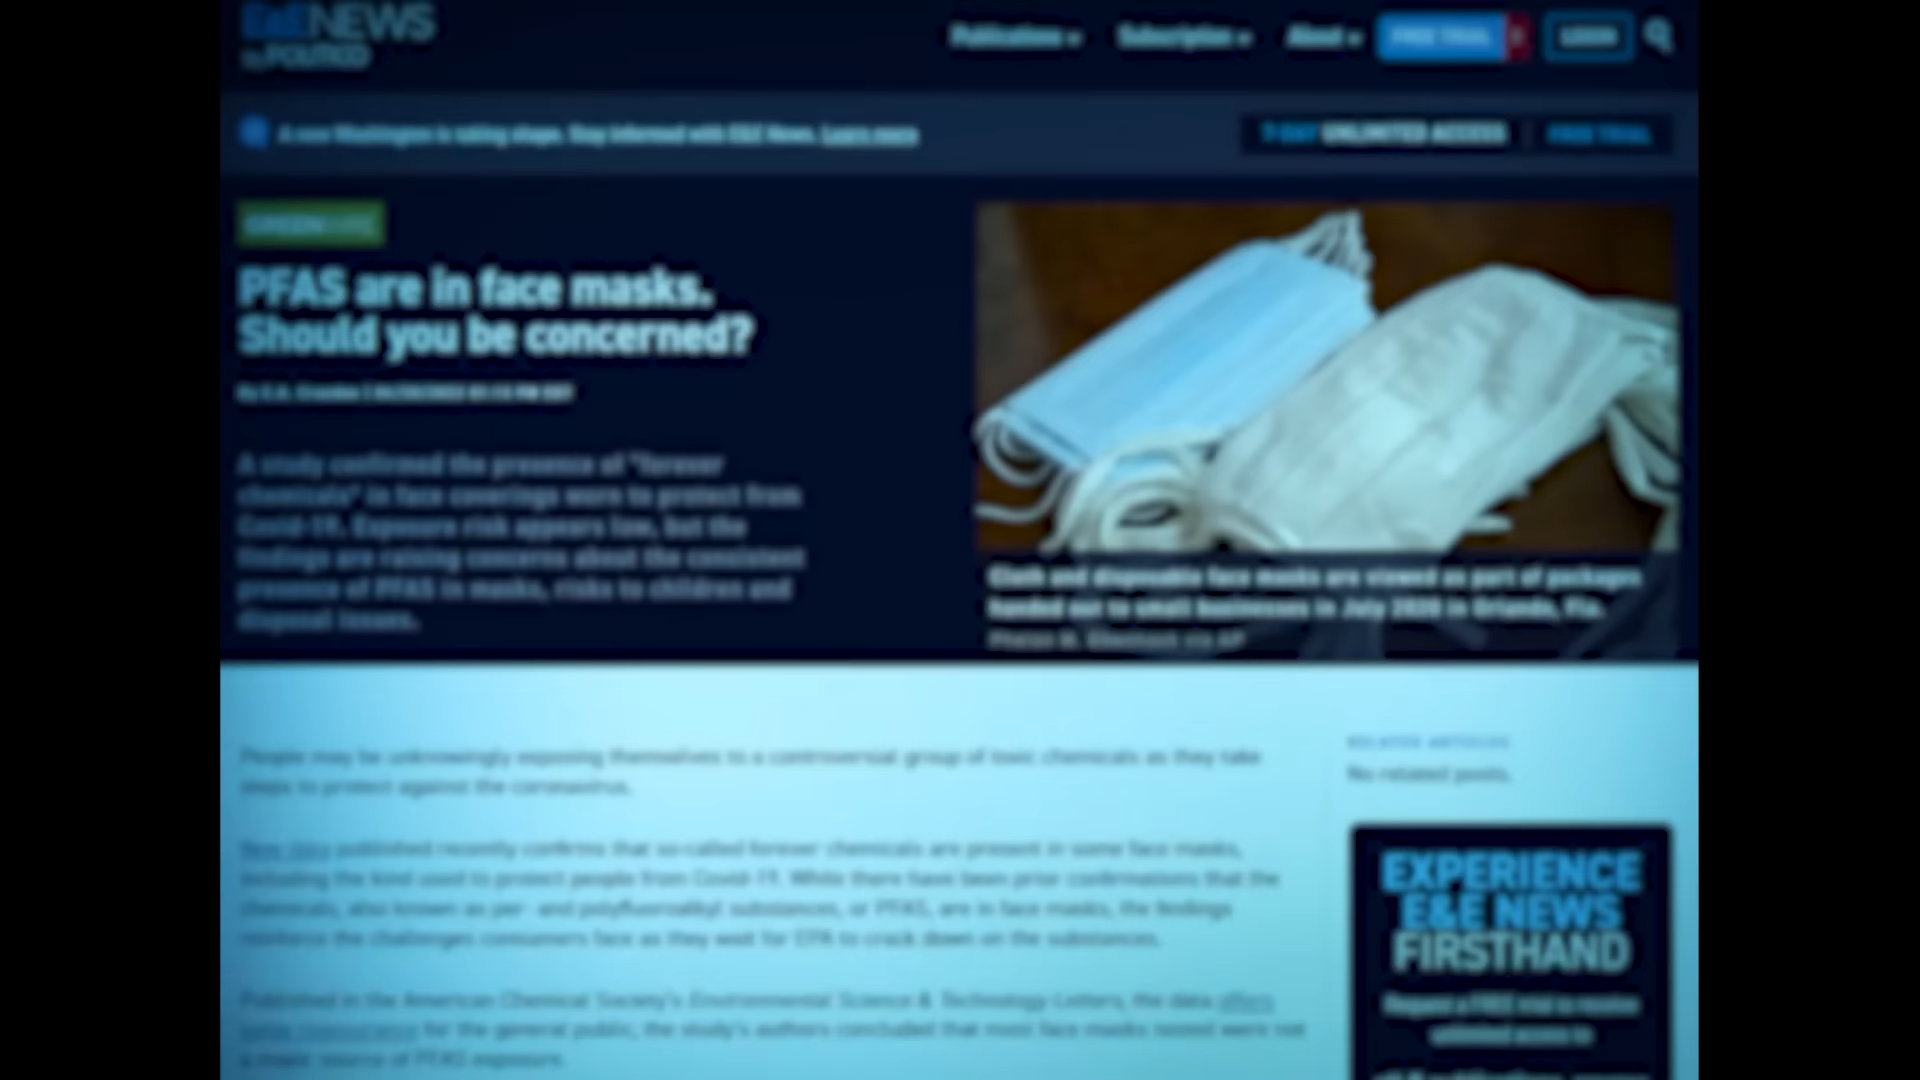 E&E NEWS
by POLITICO
Publications Subscription About FREE TRIAL LOGIN
A new Washington is taking shape. Stay informed with E&E News. Learn more
7-DAY UNLIMITED ACCESS FREE TRIAL
GREENWIRE
PFAS are in face masks.
Should you be concerned?
A study confirmed the presence of "forever
chemicals" in face coverings worn to protect from
Covid-19. Exposure risk appears low, but the
findings are raising concerns about the consistent
presence of PFAS in masks, risks to children and
disposal issues.
Cloth and disposable face masks are viewed as part of packages
handed out to small businesses in July 2020 in Orlando, Fla.
People may be unknowingly exposing themselves to a controversial group of toxic chemicals as they take
steps to protect against the coronavirus.
New data published recently confirms that so-called forever chemicals are present in some face masks,
including the kind used to protect people from Covid-19. While there have been prior confirmations that the
chemicals, also known as per- and polyfluoroalkyl substances, or PFAS, are in face masks, the findings
reinforce the challenges consumers face as they wait for EPA to crack down on the substances.
Published in the American Chemical Society's Environmental Science & Technology Letters, the data offers
some reassurance for the general public; the study's authors concluded that most face masks tested were not
a major source of PFAS exposure.
RELATED ARTICLES
No related posts.
EXPERIENCE
E&E NEWS
FIRSTHAND
Request a FREE trial to receive
unlimited access to